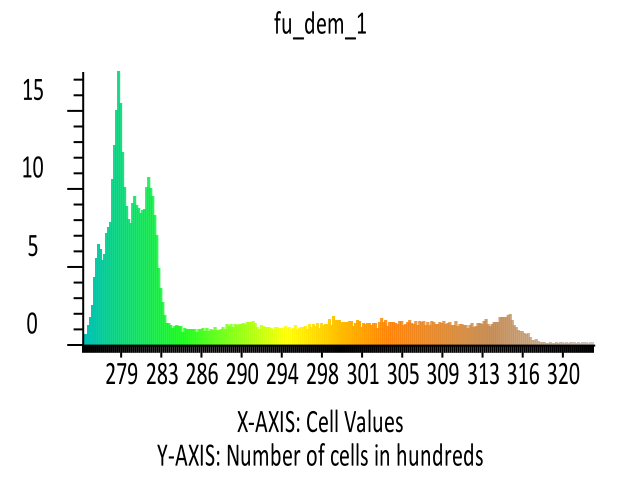 fu_dem_1
15
10
5
0
279 283 286 290 294 298 301 305 309 313 316 320
X-AXIS: Cell Values
Y-AXIS: Number of cells in hundreds